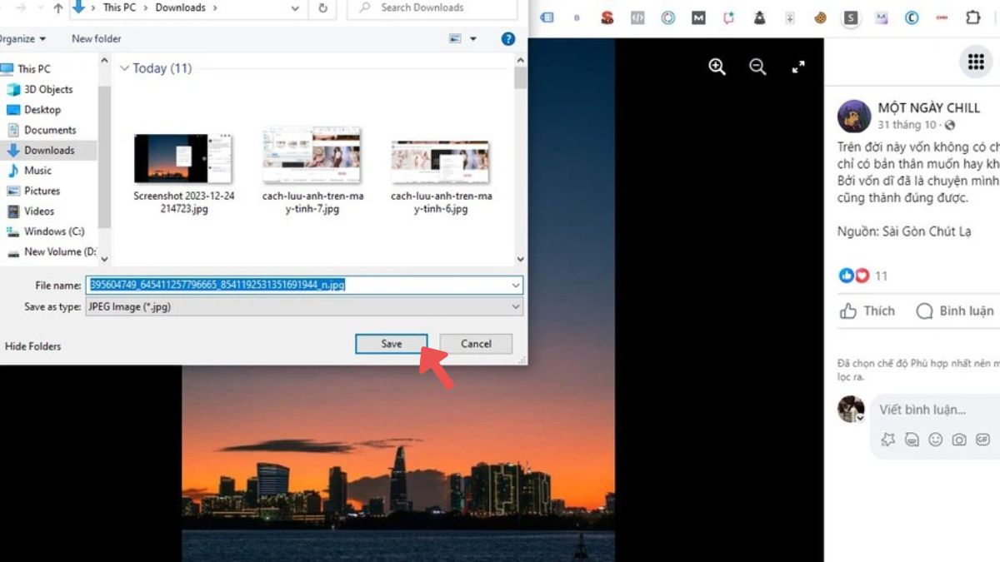 This PC > Downloads >
Search Downloads
Organize
New folder
?
This PC
3D Objects
Desktop
Documents
Downloads
Music
Pictures
Videos
Windows (C:)
New Volume (D:
Today (11)
Screenshot 2023-12-24
214723.jpg
cach-luu-anh-tren-ma
y-tinh-7.jpg
cach-luu-anh-tren-ma
y-tinh-6.jpg
File name: 395604749_645411257796665_8541192531351691944_n.jpg
Save as type: JPEG Image (*.jpg)
Hide Folders
Save
Cancel
MỘT NGÀY CHILL
31 tháng 10 ·
Trên đời này vốn không có
chỉ có bản thân muốn hay
Bởi vốn dĩ đã là chuyện mình
cũng thành đúng được.
Nguồn: Sài Gòn Chút Lạ
11
Thích
Bình luận
Đã chọn chế độ Phù hợp nhất nên
lọc ra.
Viết bình luận...
GIF